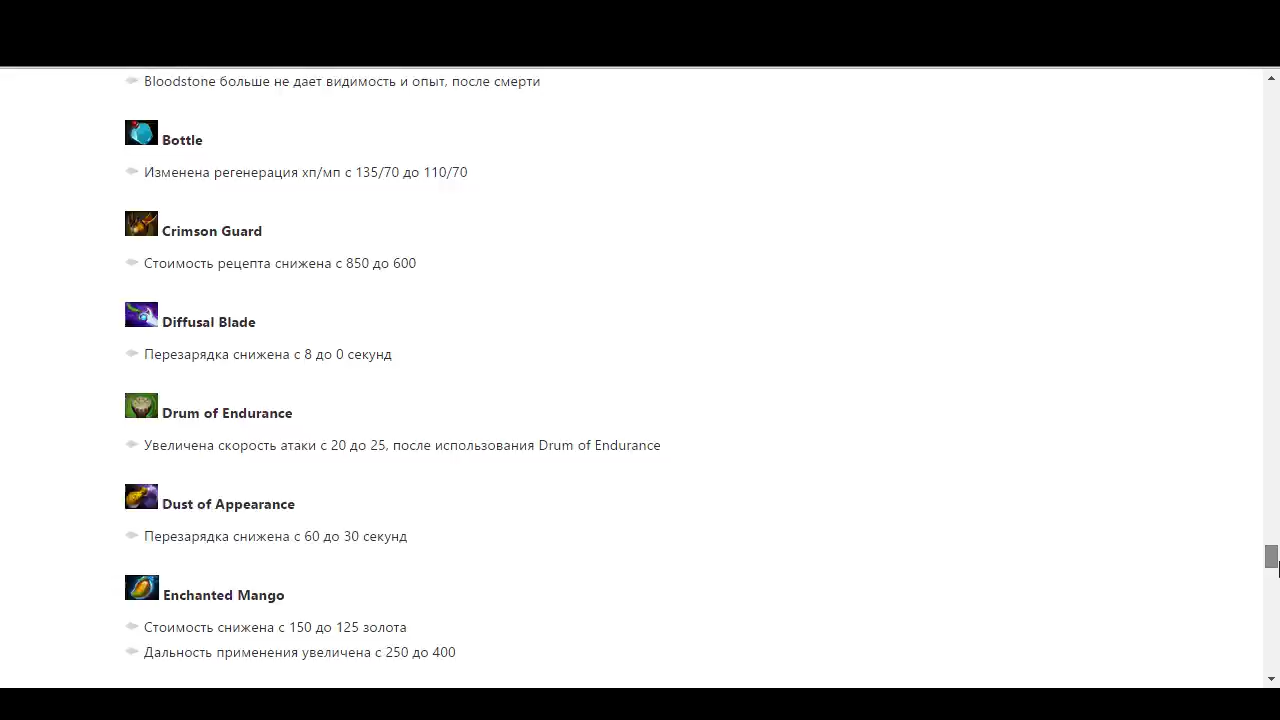 Bloodstone больше не дает видимость и опыт, после смерти
Bottle
Изменена регенерация хп/мп с 135/70 до 110/70
Crimson Guard
Стоимость рецепта снижена с 850 до 600
Diffusal Blade
Перезарядка снижена с 8 до 0 секунд
Drum of Endurance
Увеличена скорость атаки с 20 до 25, после использования Drum of Endurance
Dust of Appearance
Перезарядка снижена с 60 до 30 секунд
Enchanted Mango
Стоимость снижена с 150 до 125 золота
Дальность применения увеличена с 250 до 400